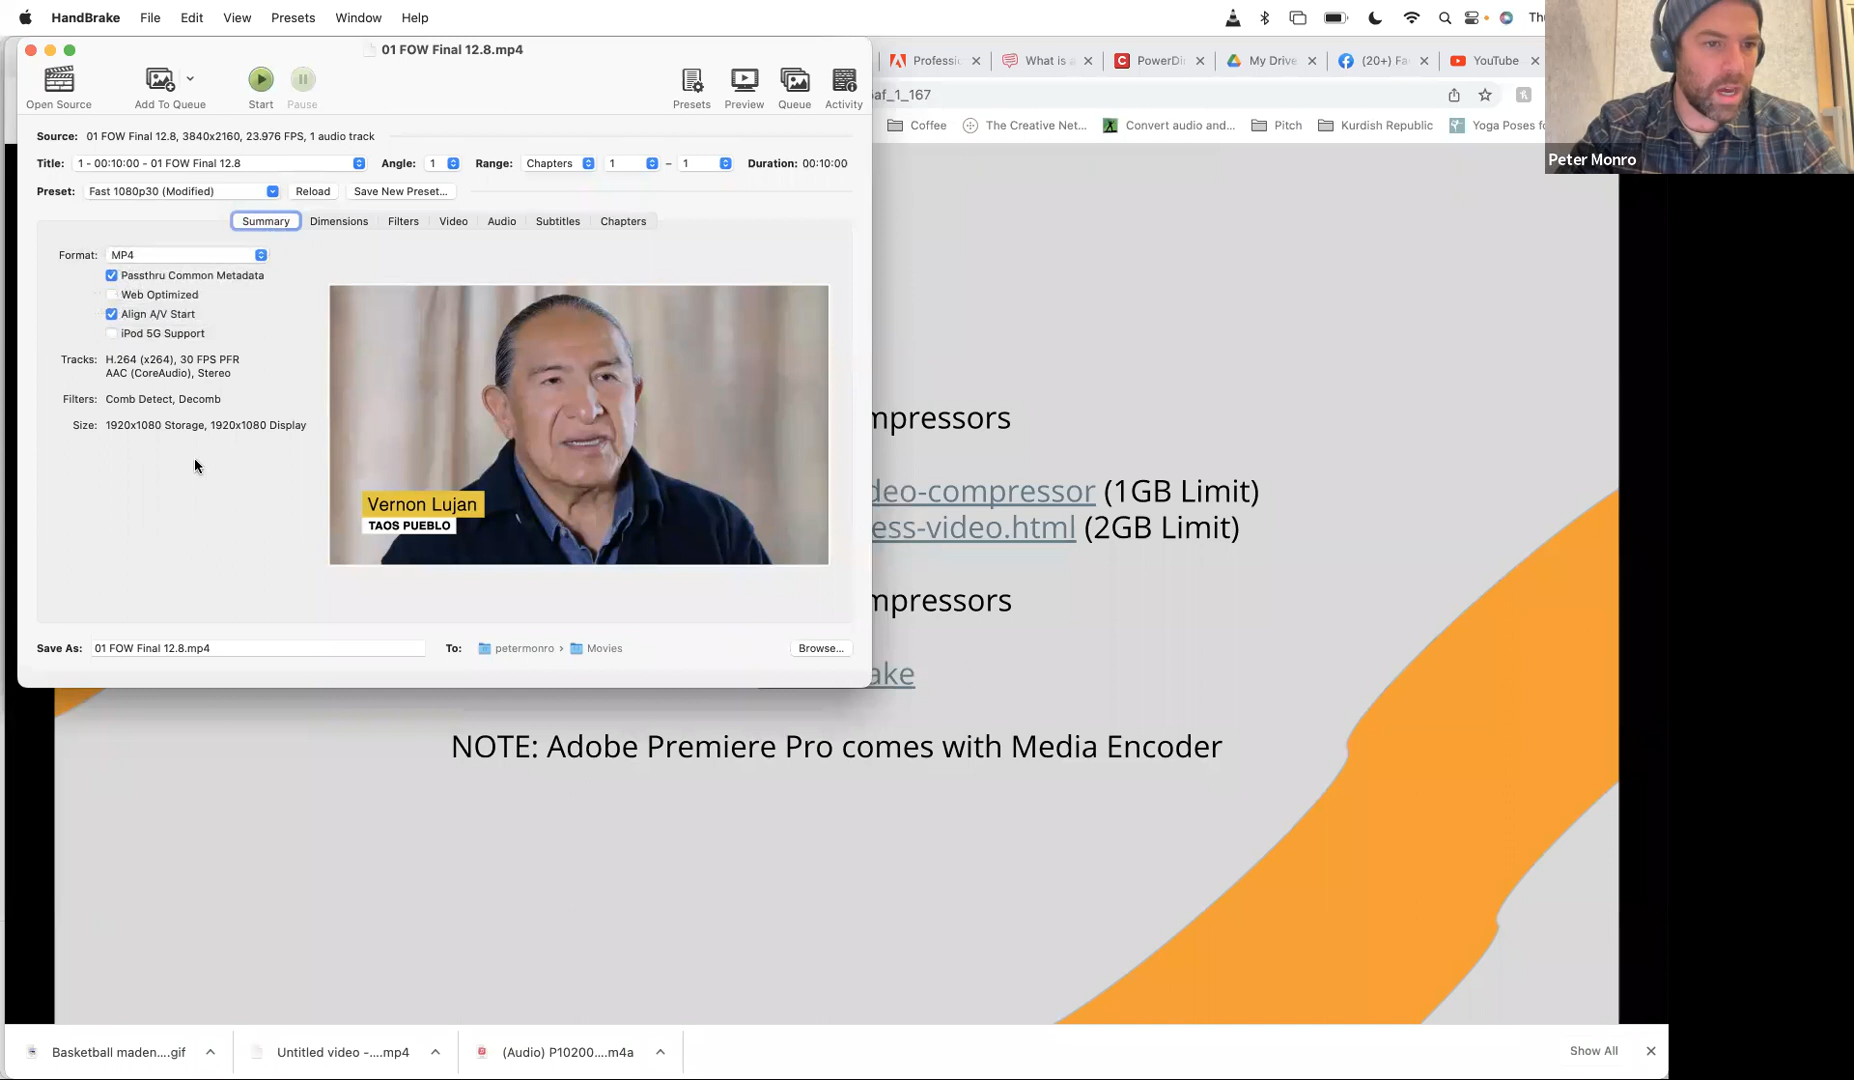 HandBrake File Edit View Presets Window Help
01 FOW Final 12.8.mp4
Open Source Add To Queue Start Pause Presets Preview Queue Activity
Source: 01 FOW Final 12.8, 3840x2160, 23.976 FPS, 1 audio track
Title: 1 - 00:10:00 - 01 FOW Final 12.8 Angle: 1 Range: Chapters 1 – 1 Duration: 00:10:00
Preset: Fast 1080p30 (Modified) Reload Save New Preset...
Summary Dimensions Filters Video Audio Subtitles Chapters
Format: MP4
Passthru Common Metadata
Web Optimized
Align A/V Start
iPod 5G Support
Tracks: H.264 (x264), 30 FPS PFR
AAC (CoreAudio), Stereo
Filters: Comb Detect, Decomb
Size: 1920x1080 Storage, 1920x1080 Display
Vernon Lujan
TAOS PUEBLO
Save As: 01 FOW Final 12.8.mp4 To: petermonro › Movies Browse...
Professi What is a PowerDi My Drive (20+) Fa YouTube
af_1_167
Coffee The Creative Net... Convert audio and... Pitch Kurdish Republic Yoga Poses fo
Peter Monro
mpressors
deo-compressor (1GB Limit)
ess-video.html (2GB Limit)
mpressors
ake
NOTE: Adobe Premiere Pro comes with Media Encoder
Basketball maden....gif Untitled video -....mp4 (Audio) P10200....m4a Show All